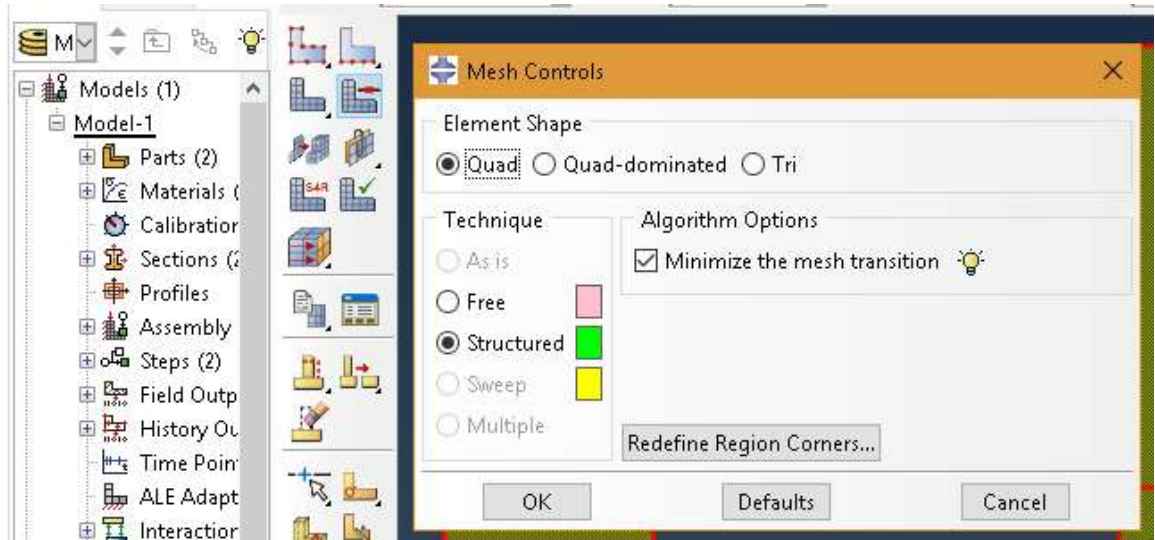 M
Models (1)
Model-1
Parts (2)
Materials (
Calibration
Sections (2
Profiles
Assembly
Steps (2)
Field Outp
History Ou
Time Poin
ALE Adapt
Interaction
S4R
Mesh Controls
Element Shape
Quad Quad-dominated Tri
Technique
As is
Free
Structured
Sweep
Multiple
Algorithm Options
Minimize the mesh transition
Redefine Region Corners...
OK Defaults Cancel